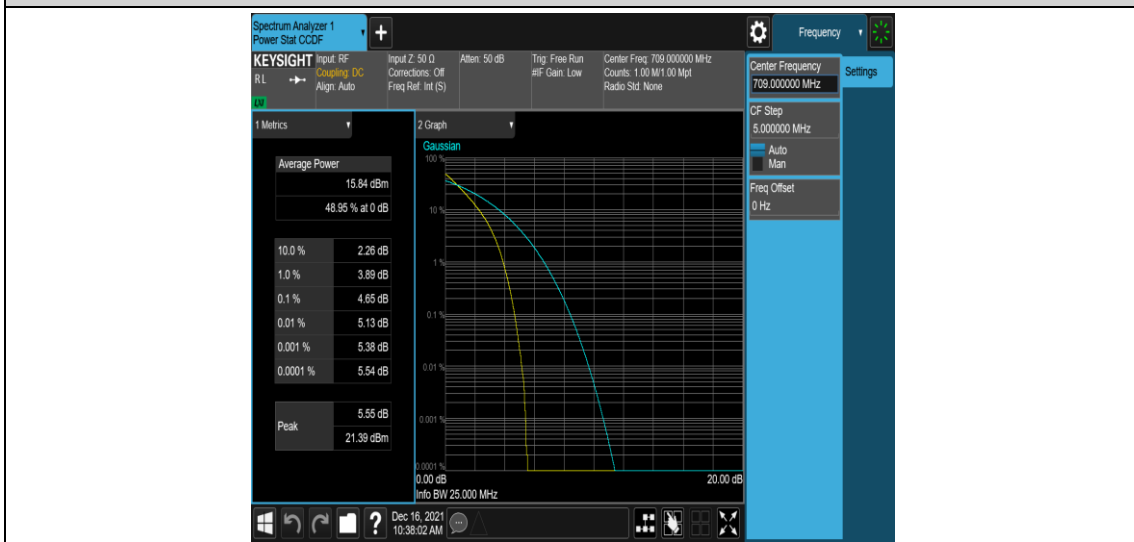 Spectrum Analyzer 1
Power Stat CCDF
+
Frequency
KEYSIGHT
RL
LXI
Input: RF
Coupling: DC
Align: Auto
Input Z: 50 Ω
Corrections: Off
Freq Ref: Int (S)
Atten: 50 dB
Trig: Free Run
#IF Gain: Low
Center Freq: 709.000000 MHz
Counts: 1.00 M/1.00 Mpt
Radio Std: None
Center Frequency
709.000000 MHz
Settings
CF Step
5.000000 MHz
Auto
Man
Freq Offset
0 Hz
1 Metrics
Average Power
15.84 dBm
48.95 % at 0 dB
10.0 % 2.26 dB
1.0 % 3.89 dB
0.1 % 4.65 dB
0.01 % 5.13 dB
0.001 % 5.38 dB
0.0001 % 5.54 dB
Peak
5.55 dB
21.39 dBm
2 Graph
Gaussian
100 %
10 %
1 %
0.1 %
0.01 %
0.001 %
0.0001 %
0.00 dB 20.00 dB
Info BW 25.000 MHz
?
Dec 16, 2021
10:38:02 AM